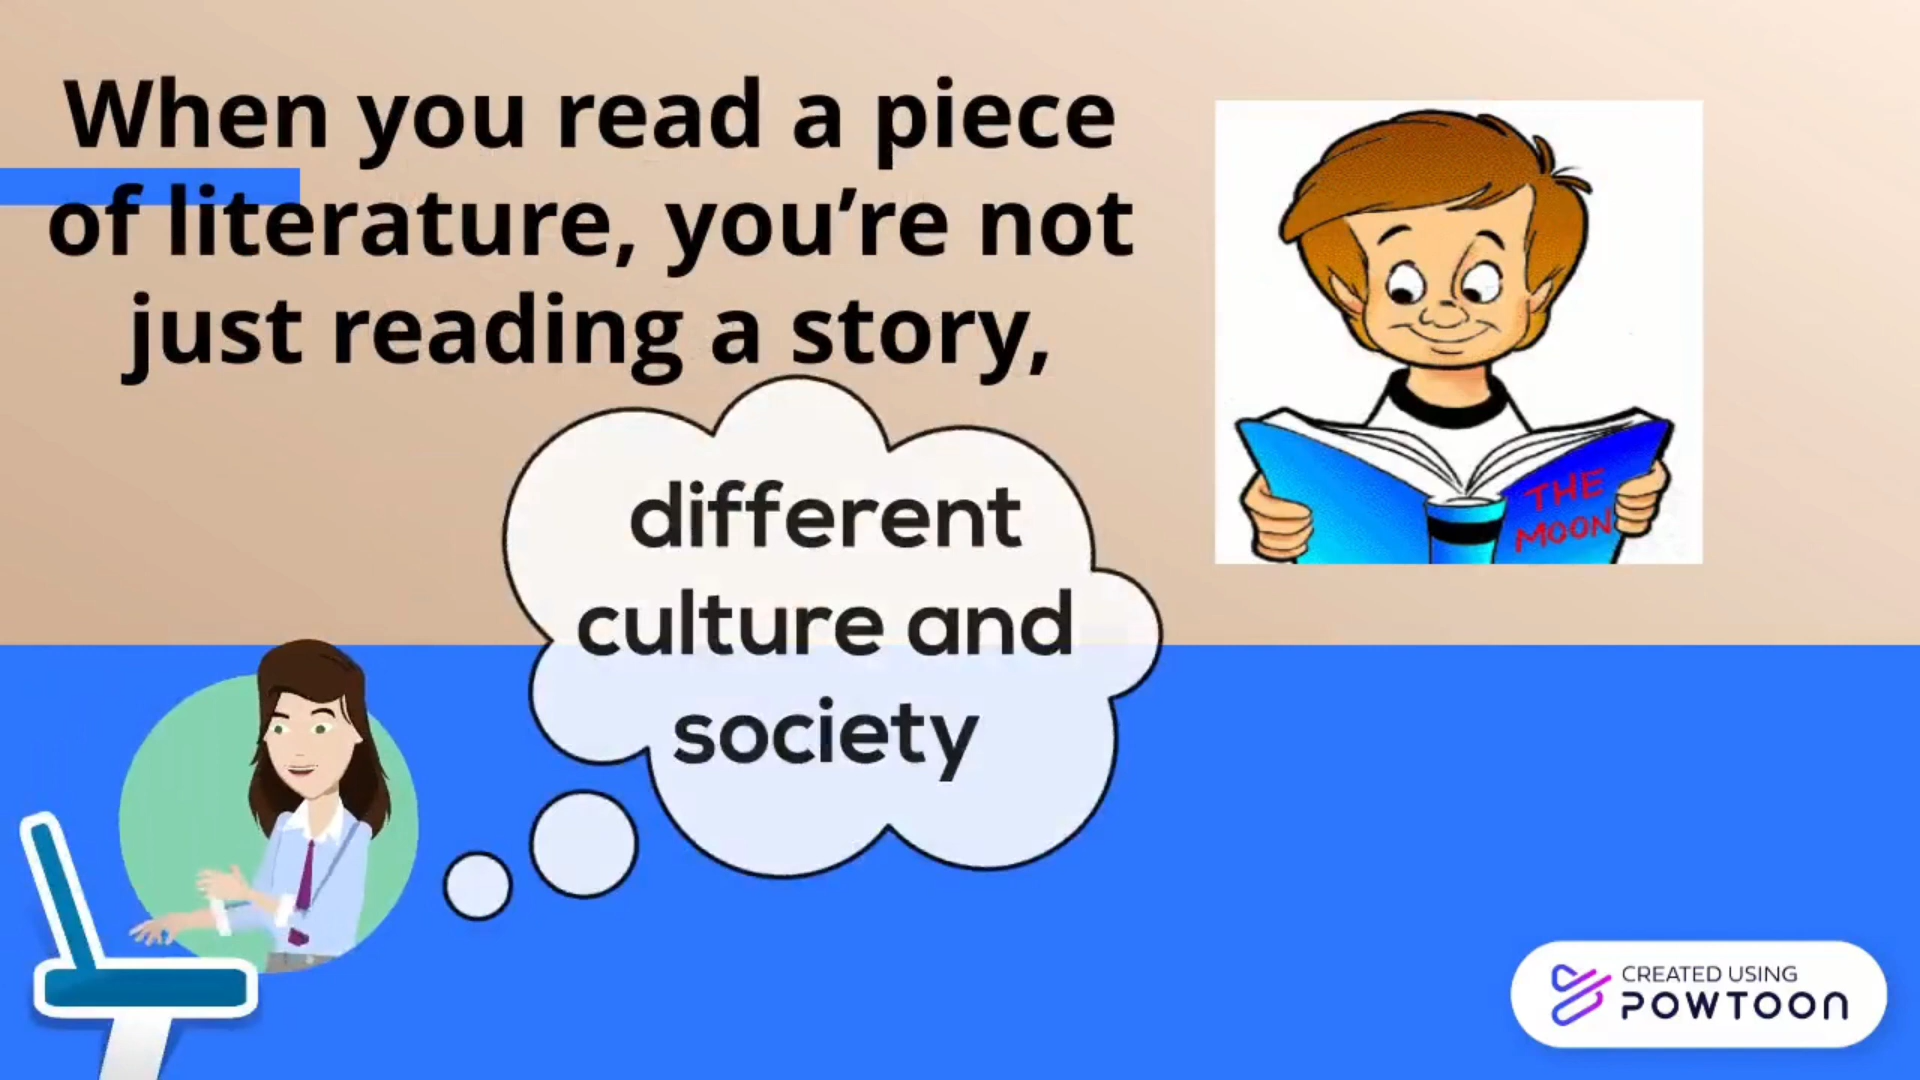 When you read a piece
of literature, you’re not
just reading a story,
different
culture and
society
THE
MOON
CREATED USING
POWTOON